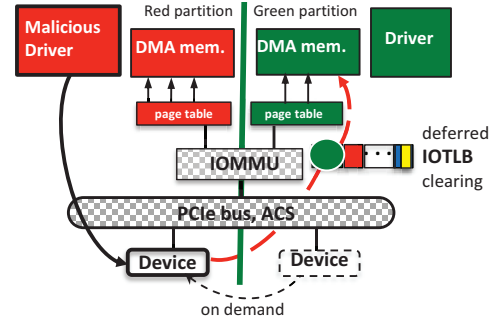 Red partition
Green partition
Malicious
Driver
DMA mem.
DMA mem.
Driver
page table
page table
deferred
IOTLB
clearing
IOMMU
PCIe bus, ACS
Device
Device
on demand